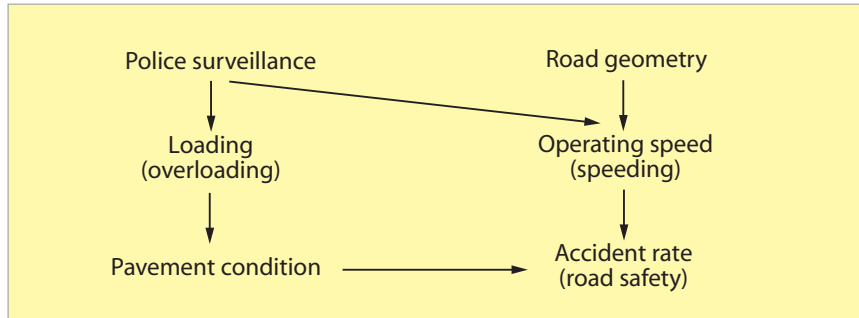 Police surveillance
Road geometry
Loading
(overloading)
Operating speed
(speeding)
Pavement condition
Accident rate
(road safety)